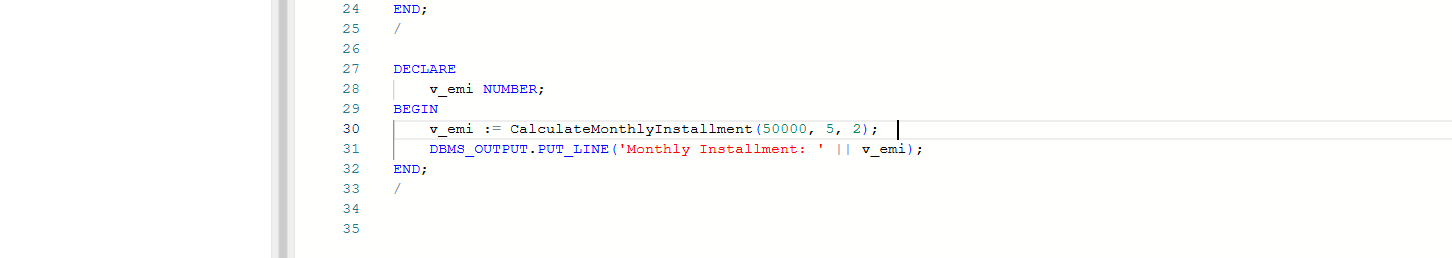 24 END;
25 /
26
27 DECLARE
28 v_emi NUMBER;
29 BEGIN
30 v_emi := CalculateMonthlyInstallment(50000, 5, 2);
31 DBMS_OUTPUT.PUT_LINE('Monthly Installment: ' || v_emi);
32 END;
33 /
34
35